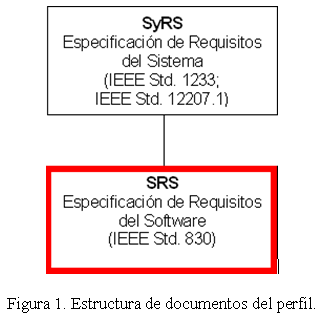 SyRS
Especificación de Requisitos
del Sistema
(IEEE Std. 1233;
IEEE Std. 12207.1)
SRS
Especificación de Requisitos
del Software
(IEEE Std. 830)
Figura 1. Estructura de documentos del perfil.